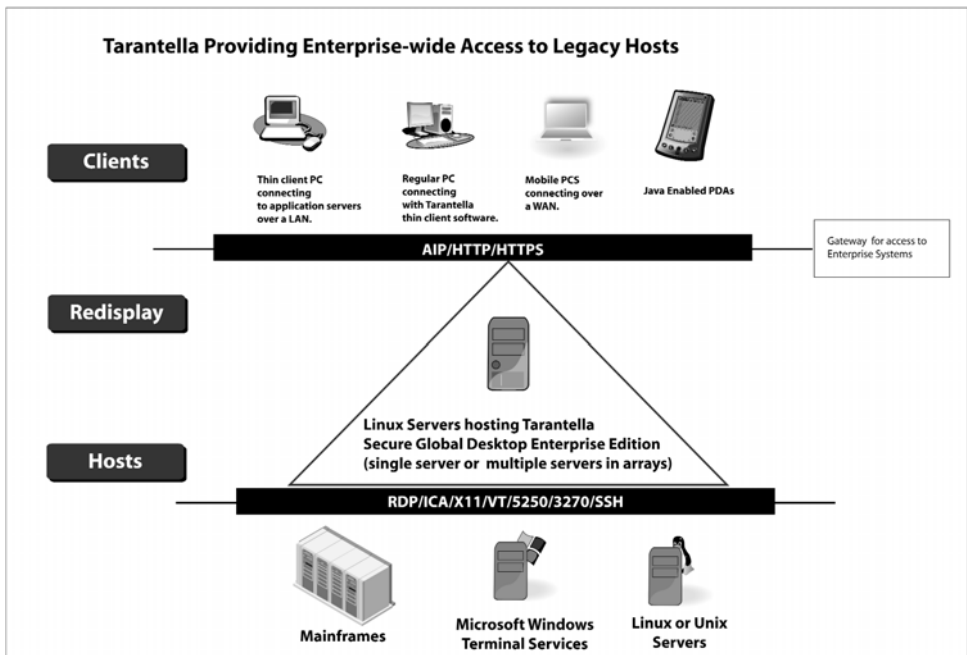 Tarantella Providing Enterprise-wide Access to Legacy Hosts
Clients
Thin client PC
connecting
to application servers
over a LAN.
Regular PC
connecting
with Tarantella
thin client software.
Mobile PCS
connecting over
a WAN.
Java Enabled PDAs
AIP/HTTP/HTTPS
Gateway for access to
Enterprise Systems
Redisplay
Linux Servers hosting Tarantella
Secure Global Desktop Enterprise Edition
(single server or multiple servers in arrays)
Hosts
RDP/ICA/X11/VT/5250/3270/SSH
Mainframes
Microsoft Windows
Terminal Services
Linux or Unix
Servers